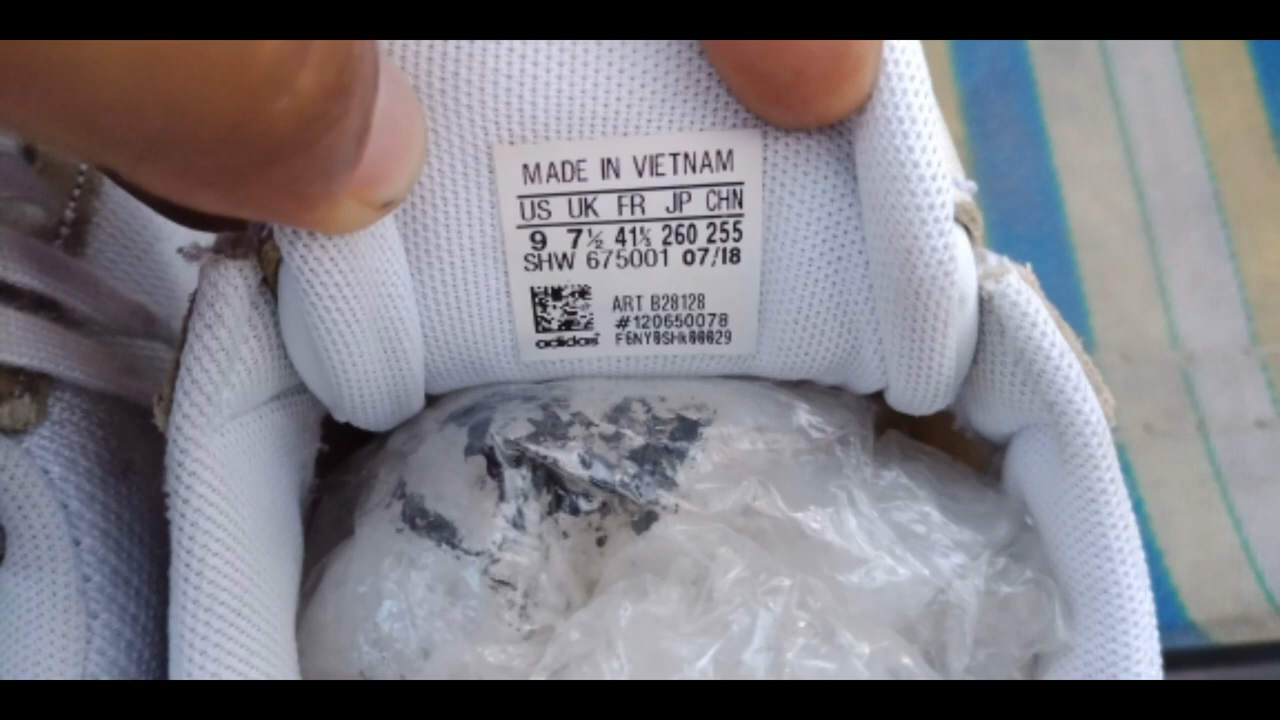 MADE IN VIETNAM
US UK FR JP CHN
9 7½ 41⅓ 260 255
SHW 675001 07/18
ART B28128
#120650078
adidas